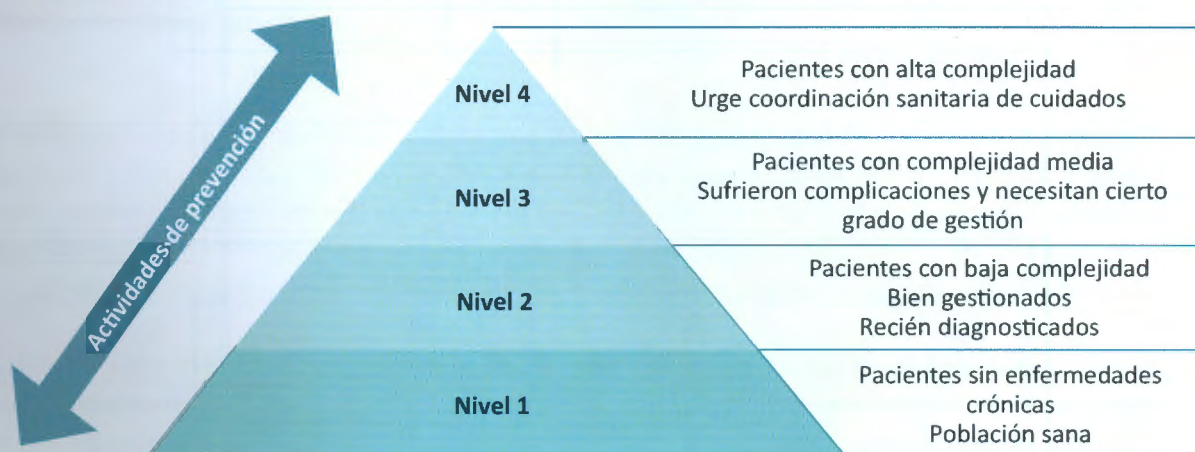 Actividades de prevención
Nivel 4
Pacientes con alta complejidad
Urge coordinación sanitaria de cuidados
Nivel 3
Pacientes con complejidad media
Sufrieron complicaciones y necesitan cierto
grado de gestión
Nivel 2
Pacientes con baja complejidad
Bien gestionados
Recién diagnosticados
Nivel 1
Pacientes sin enfermedades
crónicas
Población sana